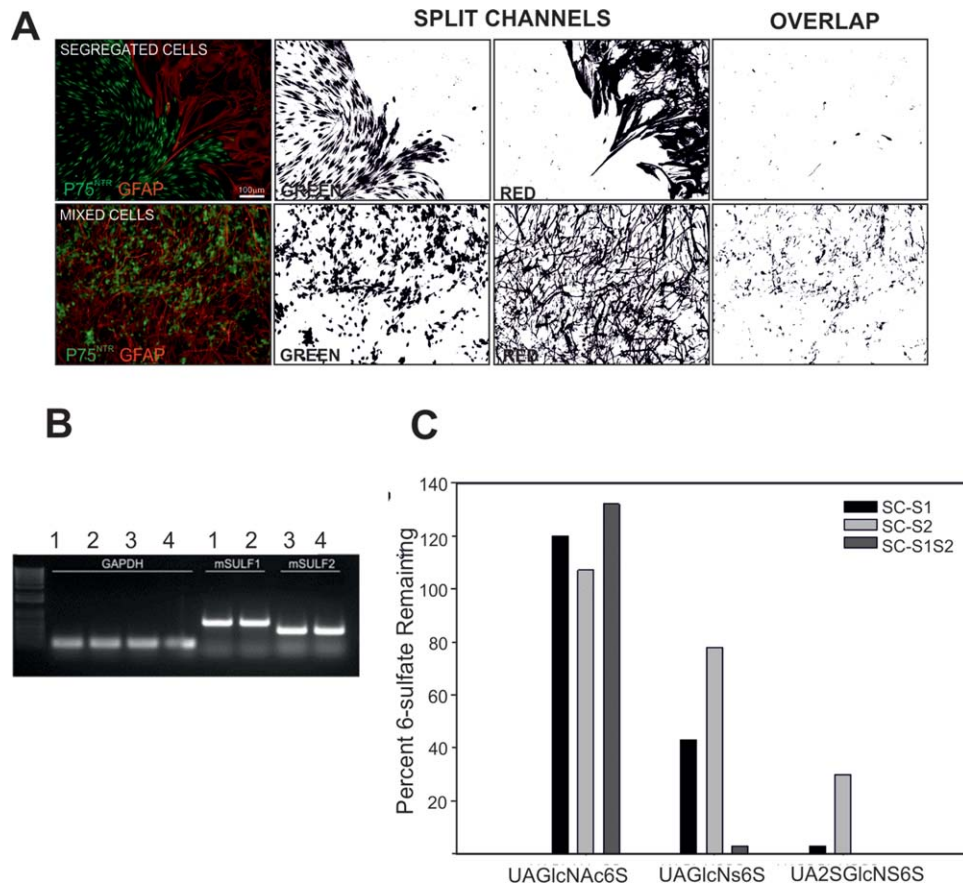 A
SPLIT CHANNELS
OVERLAP
SEGREGATED CELLS
P75NTR GFAP
100µm
GREEN
RED
MIXED CELLS
P75NTR GFAP
GREEN
RED
B
1 2 3 4 1 2 3 4
GAPDH mSULF1 mSULF2
C
Percent 6-sulfate Remaining
140
120
100
80
60
40
20
SC-S1
SC-S2
SC-S1S2
UAGlcNAc6S UAGlcNs6S UA2SGlcNS6S